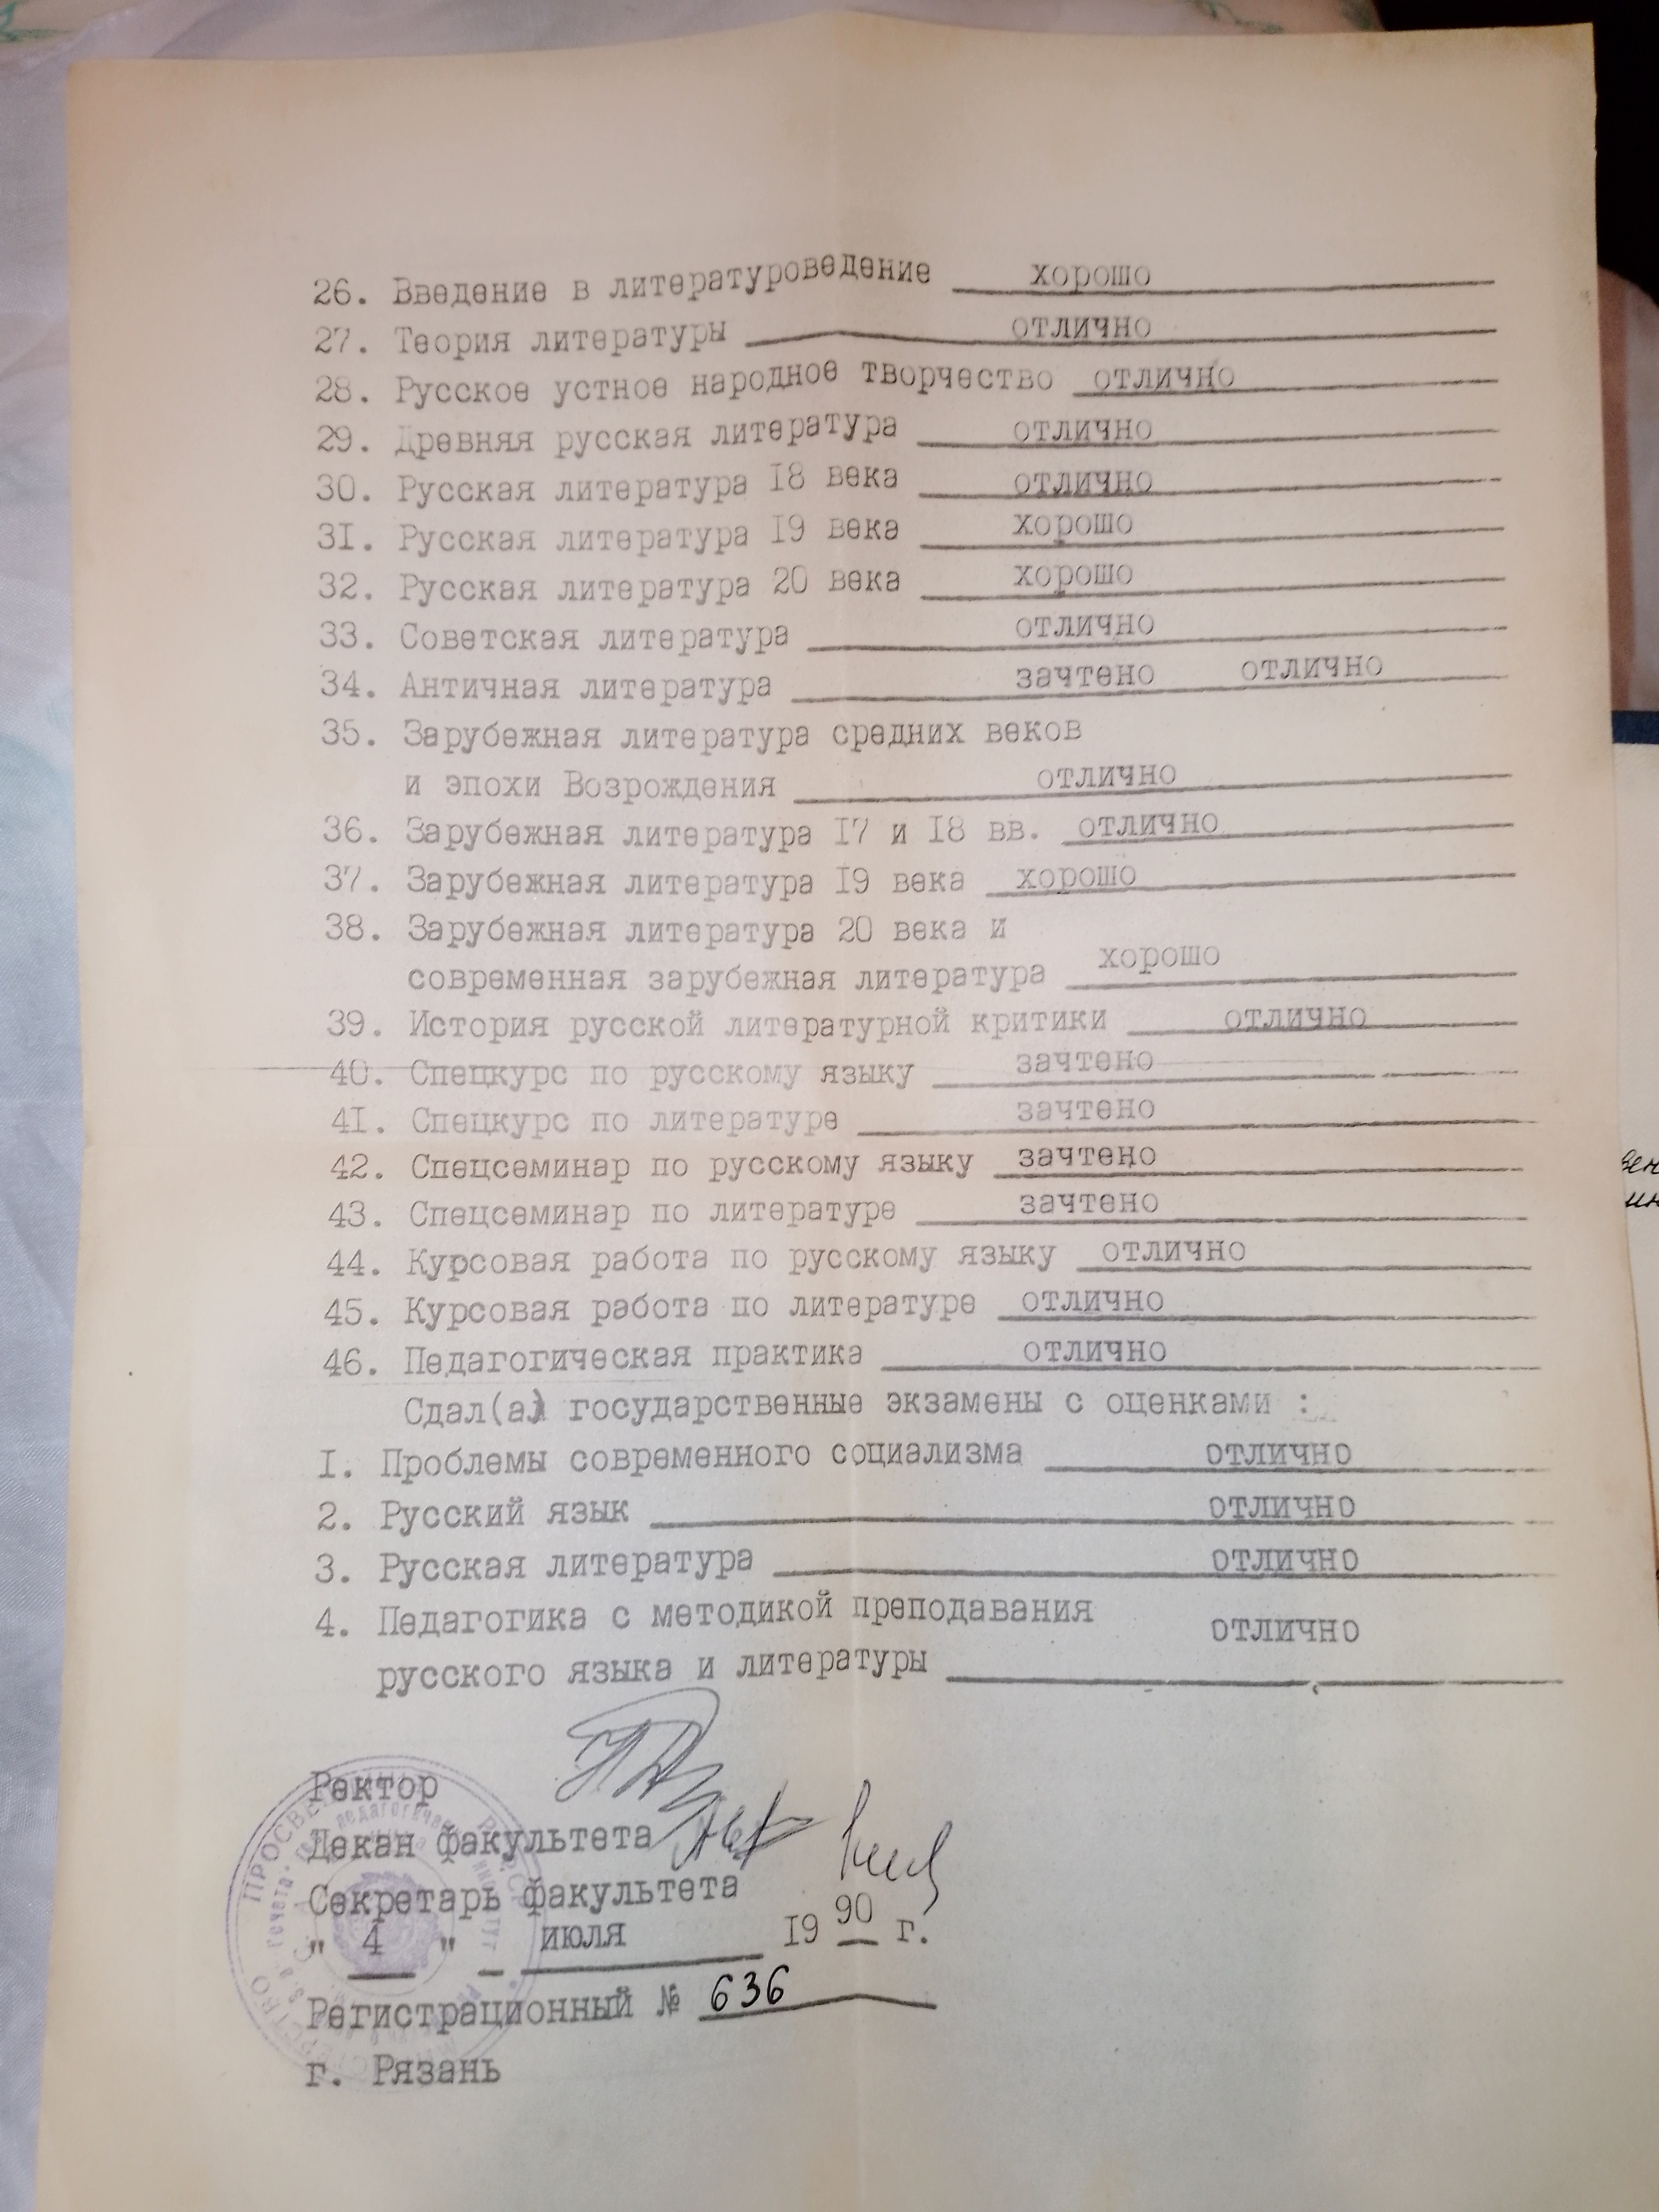 26. Введение в литературоведение хорошо
27. Теория литературы отлично
28. Русское устное народное творчество отлично
29. Древняя русская литература отлично
30. Русская литература I8 века отлично
3I. Русская литература I9 века хорошо
32. Русская литература 20 века хорошо
33. Советская литература отлично
34. Античная литература зачтено отлично
35. Зарубежная литература средних веков
и эпохи Возрождения отлично
36. Зарубежная литература I7 и I8 вв. отлично
37. Зарубежная литература I9 века хорошо
38. Зарубежная литература 20 века и
современная зарубежная литература хорошо
39. История русской литературной критики отлично
40. Спецкурс по русскому языку зачтено
4I. Спецкурс по литературе зачтено
42. Спецсеминар по русскому языку зачтено
43. Спецсеминар по литературе зачтено
44. Курсовая работа по русскому языку отлично
45. Курсовая работа по литературе отлично
46. Педагогическая практика отлично
Сдал(а) государственные экзамены с оценками :
I. Проблемы современного социализма отлично
2. Русский язык отлично
3. Русская литература отлично
4. Педагогика с методикой преподавания
русского языка и литературы отлично
Ректор
Декан факультета
Секретарь факультета
" 4 " июля I9 90 г.
Регистрационный № 636
г. Рязань